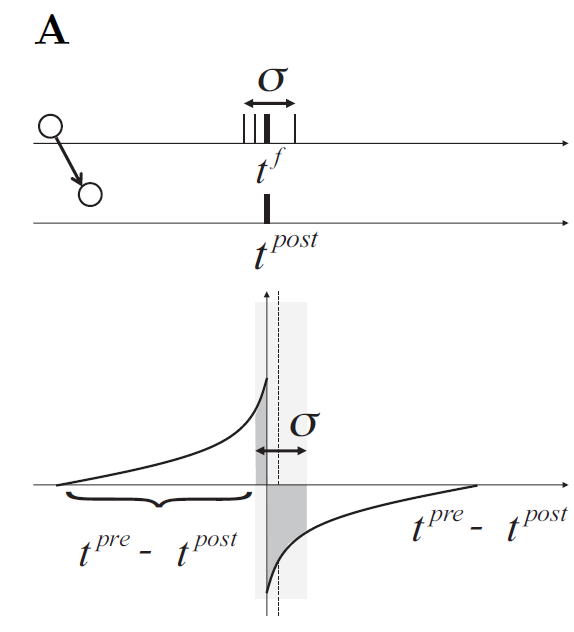 A
σ
t^f
t^post
σ
t^pre - t^post
t^pre - t^post